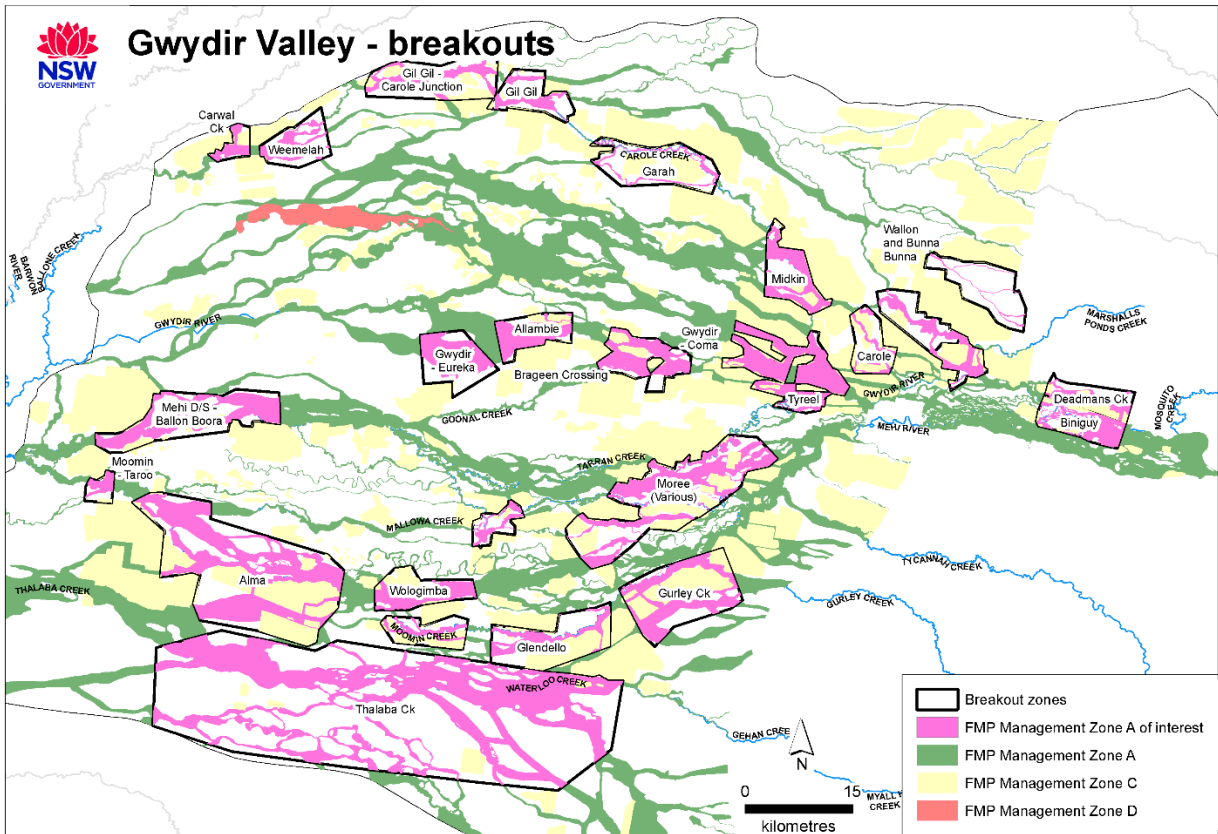 Gwydir Valley - breakouts
NSW
GOVERNMENT
Gil Gil -
Carole Junction
Gil Gil
Carwal
Ck
Weemelah
CAROLE CREEK
Garah
Wallon and
Bunna
Bunna
BARWON
RIVER
Midkin
MARSHALLS
PONDS CREEK
GWYDIR RIVER
Allambie
Gwydir
- Coma
Gwydir
- Eureka
Brageen Crossing
Carole
GWYDIR RIVER
Tyreel
Deadmans Ck
Biniguy
MOSQUITO
CREEK
Mehi D/S -
Ballon Boora
GOONAL CREEK
MEHI RIVER
Moomin
- Taroo
TARRAN CREEK
Moree
(Various)
MALLOWA CREEK
TYCANNAH CREEK
THALABA CREEK
Alma
Wologimba
Gurley Ck
GURLEY CREEK
MOOMIN CREEK
Glendello
WATERLOO CREEK
Thalaba Ck
GEHAN CREE
MYALL
CREEK
N
0 15
kilometres
Breakout zones
FMP Management Zone A of interest
FMP Management Zone A
FMP Management Zone C
FMP Management Zone D